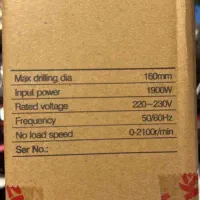 Max drilling dia 160mm
Input power 1900W
Rated voltage 220~230V
Frequency 50/60Hz
No load speed 0-2100r/min
Ser No.: